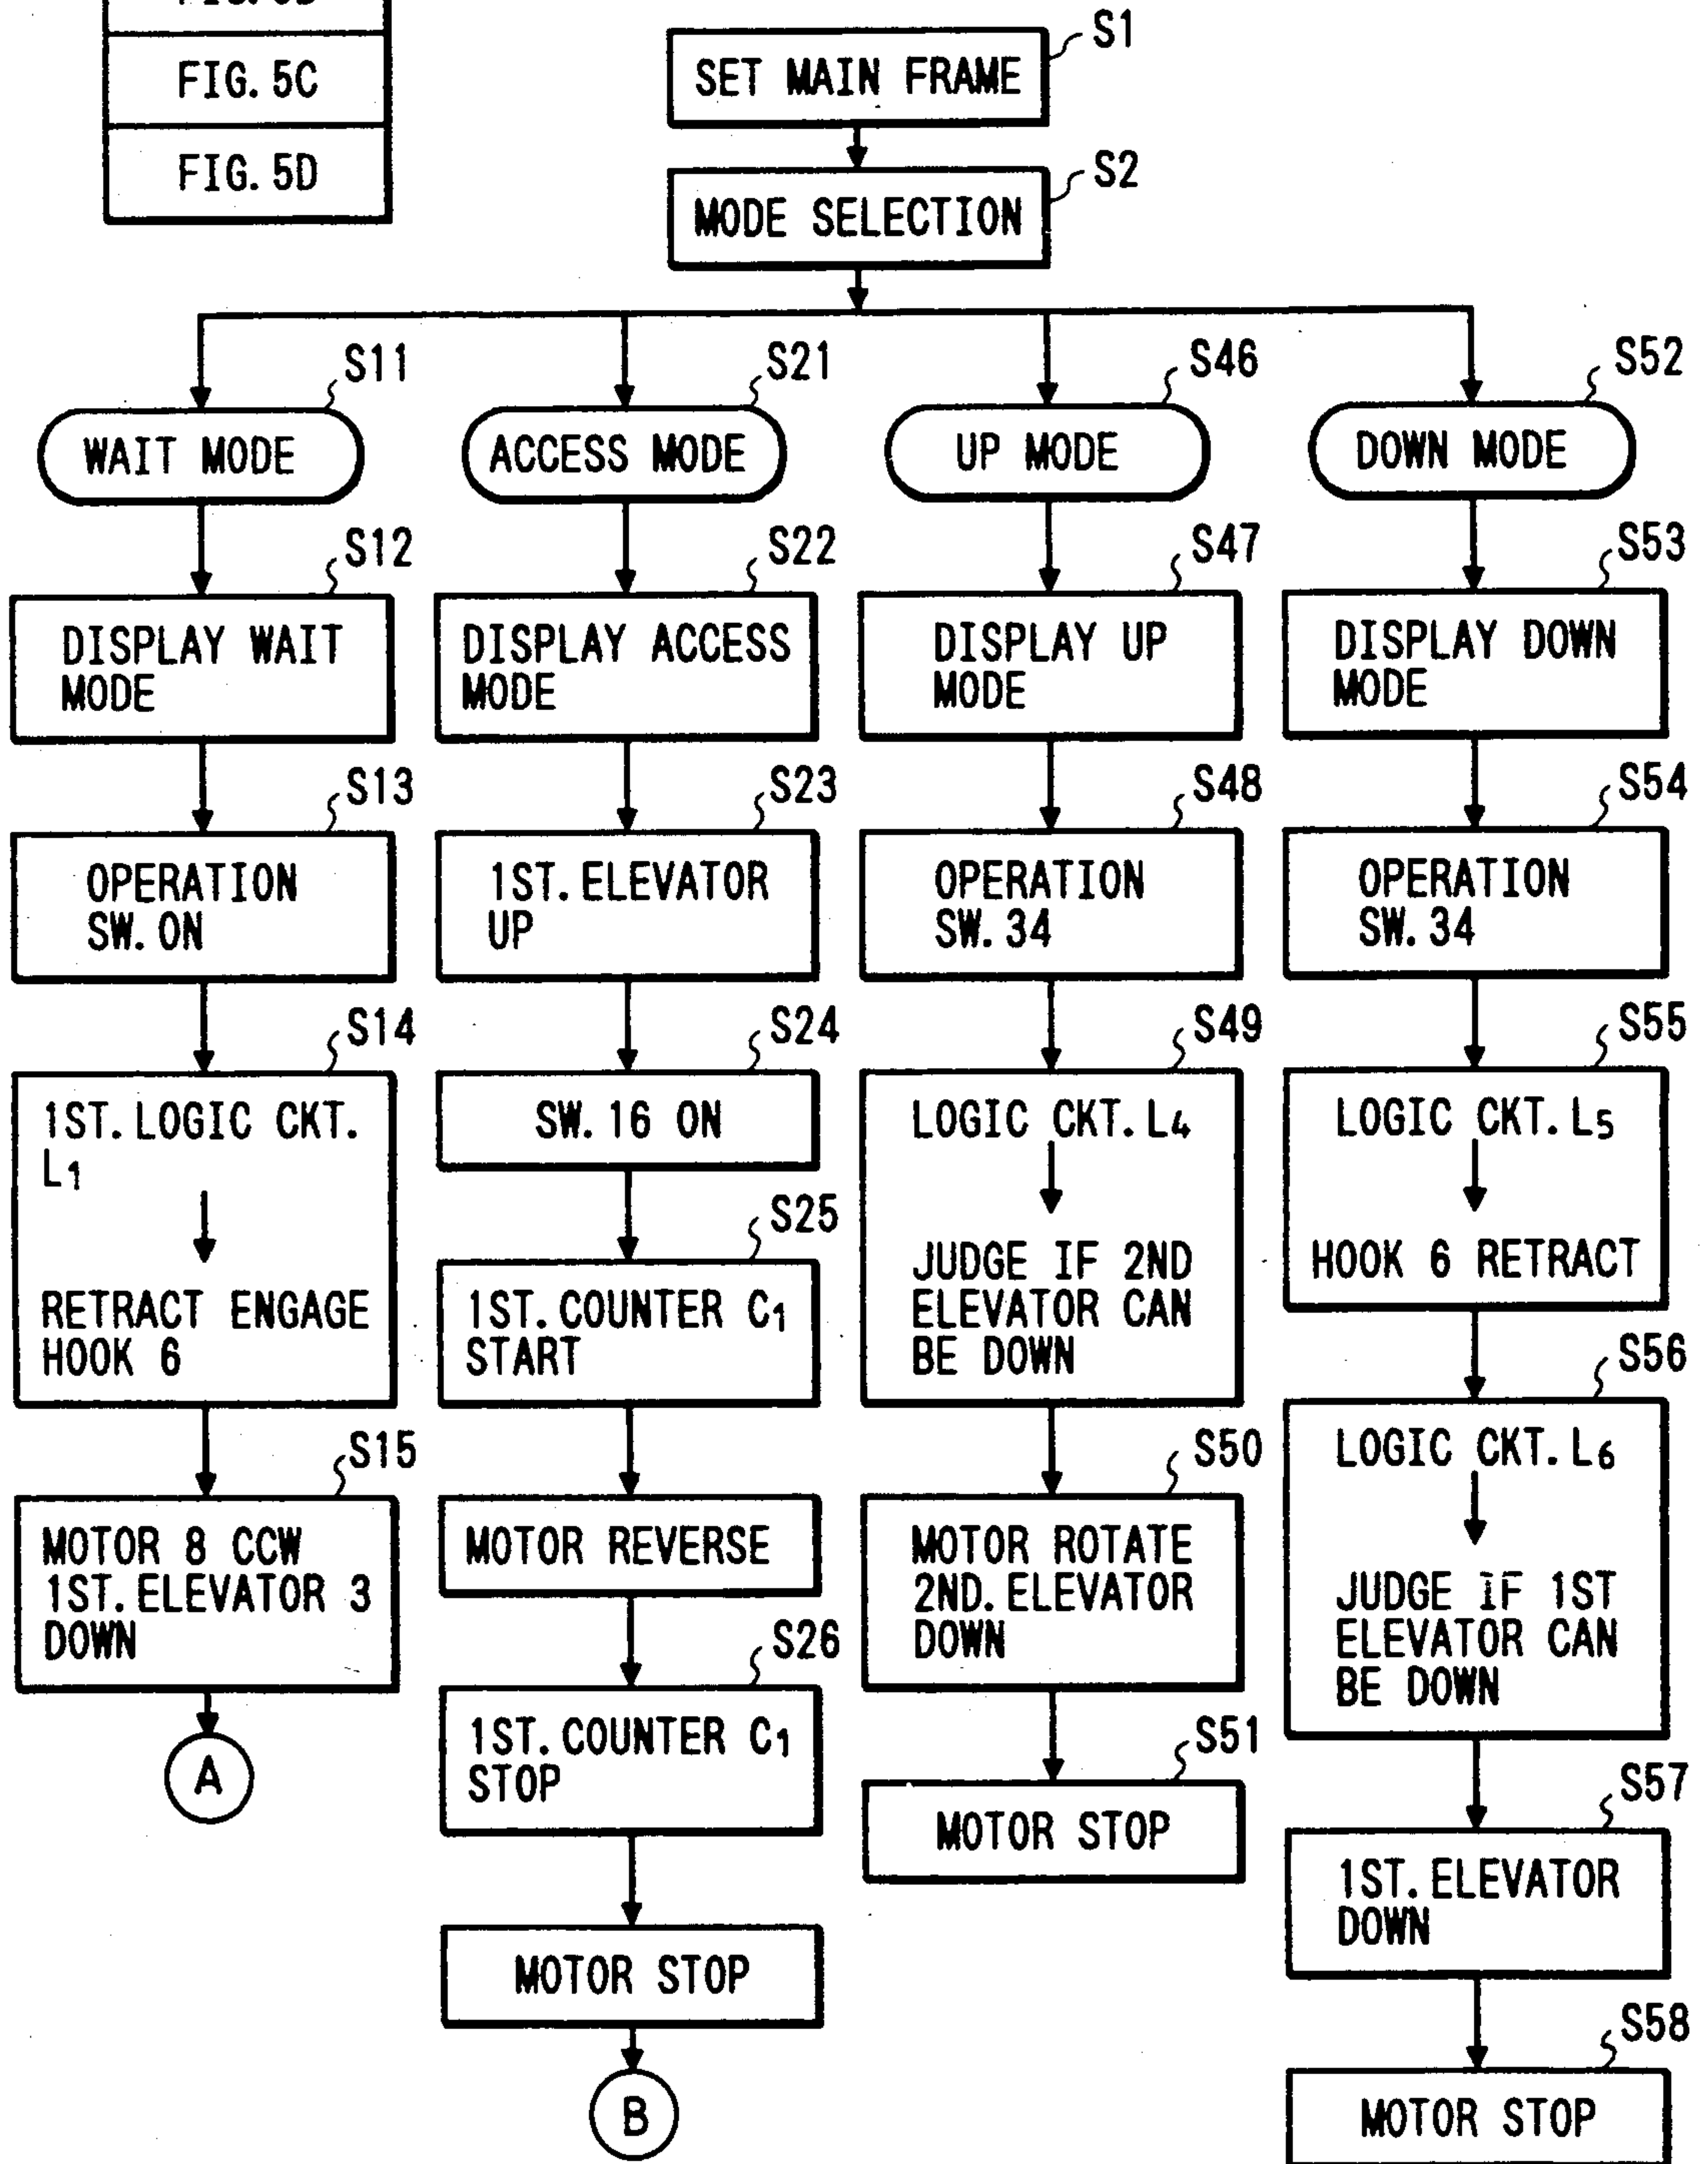 FIG. 5C
FIG. 5D
S1
SET MAIN FRAME
S2
MODE SELECTION
S11
WAIT MODE
S12
DISPLAY WAIT
MODE
S13
OPERATION
SW. ON
S14
1ST. LOGIC CKT.
L1
RETRACT ENGAGE
HOOK 6
S15
MOTOR 8 CCW
1ST. ELEVATOR 3
DOWN
A
S21
ACCESS MODE
S22
DISPLAY ACCESS
MODE
S23
1ST. ELEVATOR
UP
S24
SW. 16 ON
S25
1ST. COUNTER C1
START
MOTOR REVERSE
S26
1ST. COUNTER C1
STOP
MOTOR STOP
B
S46
UP MODE
S47
DISPLAY UP
MODE
S48
OPERATION
SW. 34
S49
LOGIC CKT. L4
JUDGE IF 2ND
ELEVATOR CAN
BE DOWN
S50
MOTOR ROTATE
2ND. ELEVATOR
DOWN
S51
MOTOR STOP
S52
DOWN MODE
S53
DISPLAY DOWN
MODE
S54
OPERATION
SW. 34
S55
LOGIC CKT. L5
HOOK 6 RETRACT
S56
LOGIC CKT. L6
JUDGE IF 1ST
ELEVATOR CAN
BE DOWN
S57
1ST. ELEVATOR
DOWN
S58
MOTOR STOP